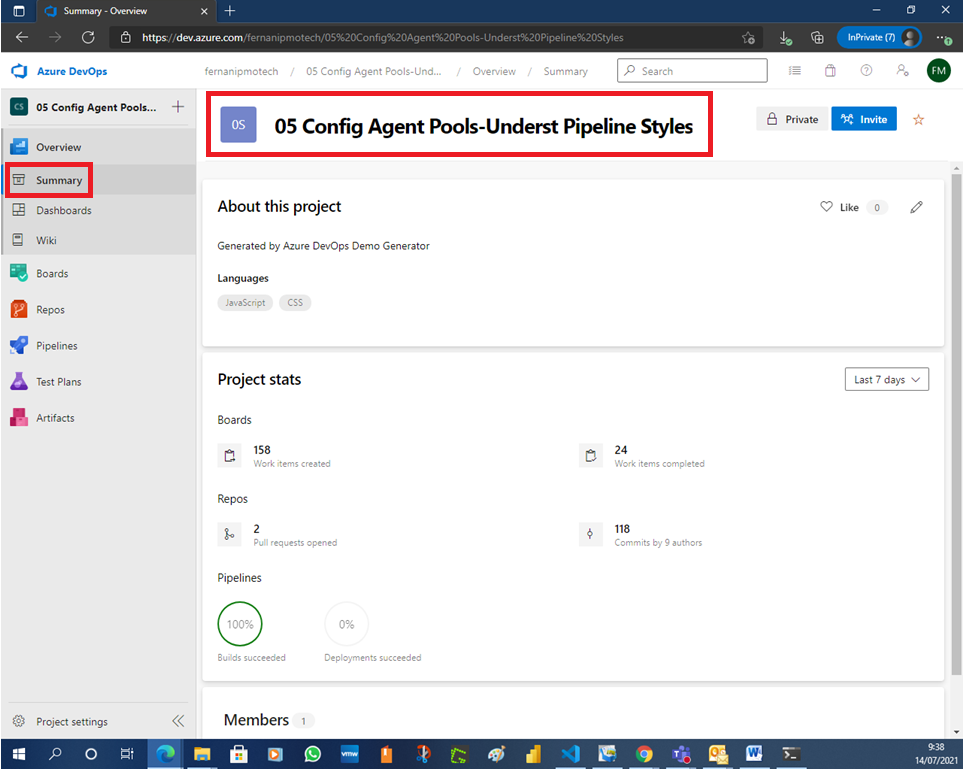 Summary - Overview
https://dev.azure.com/fernanipmotech/05%20Config%20Agent%20Pools-Underst%20Pipeline%20Styles
InPrivate (7)
Azure DevOps
fernanipmotech / 05 Config Agent Pools-Und... / Overview / Summary
Search
FM
CS 05 Config Agent Pools... +
OS 05 Config Agent Pools-Underst Pipeline Styles
Private
Invite
Overview
Summary
Dashboards
Wiki
Boards
Repos
Pipelines
Test Plans
Artifacts
About this project
Like 0
Generated by Azure DevOps Demo Generator
Languages
JavaScript CSS
Project stats
Last 7 days
Boards
158
Work items created
24
Work items completed
Repos
2
Pull requests opened
118
Commits by 9 authors
Pipelines
100%
Builds succeeded
0%
Deployments succeeded
Members 1
Project settings
vmw
9:38
14/07/2021